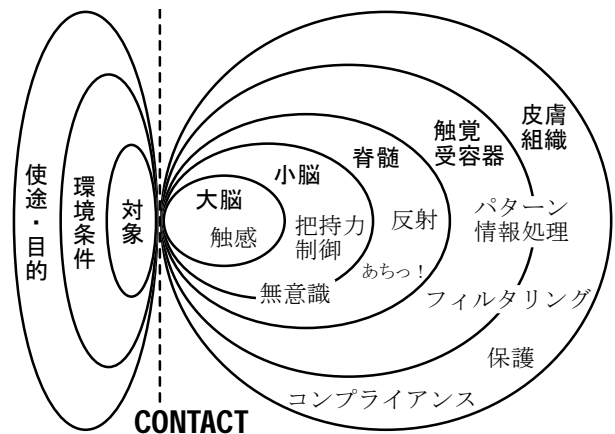 使途・目的
環境条件
対象
大脳
触感
小脳
把持力
制御
無意識
脊髄
反射
あちっ！
触覚
受容器
パターン
情報処理
フィルタリング
皮膚
組織
保護
コンプライアンス
CONTACT